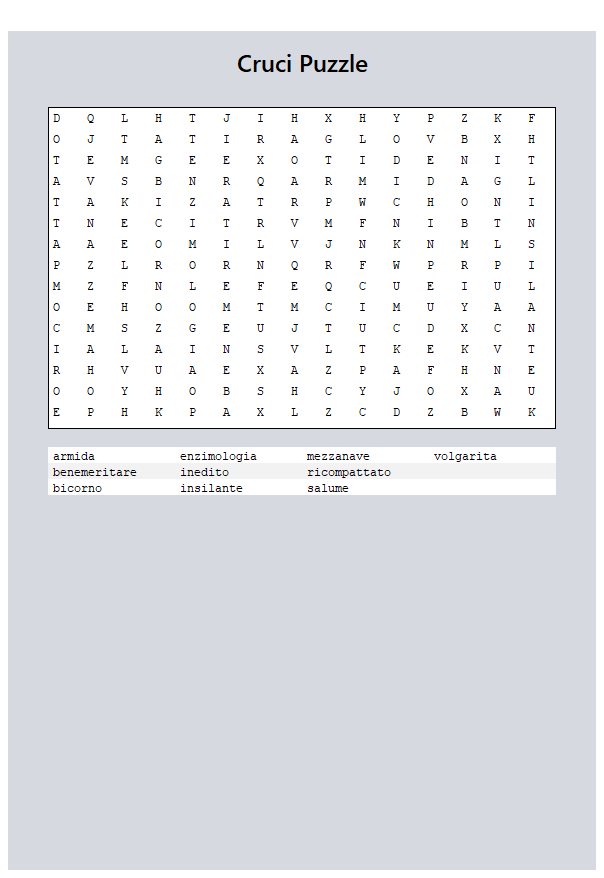 Cruci Puzzle
D Q L H T J I H X H Y P Z K F
O J T A T I R A G L O V B X H
T E M G E E X O T I D E N I T
A V S B N R Q A R M I D A G L
T A K I Z A T R P W C H O N I
T N E C I T R V M F N I B T N
A A E O M I L V J N K N M L S
P Z L R O R N Q R F W P R P I
M Z F N L E F E Q C U E I U L
O E H O O M T M C I M U Y A A
C M S Z G E U J T U C D X C N
I A L A I N S V L T K E K V T
R H V U A E X A Z P A F H N E
O O Y H O B S H C Y J O X A U
E P H K P A X L Z C D Z B W K
armida enzimologia mezzanave volgarita
benemeritare inedito ricompattato
bicorno insilante salume